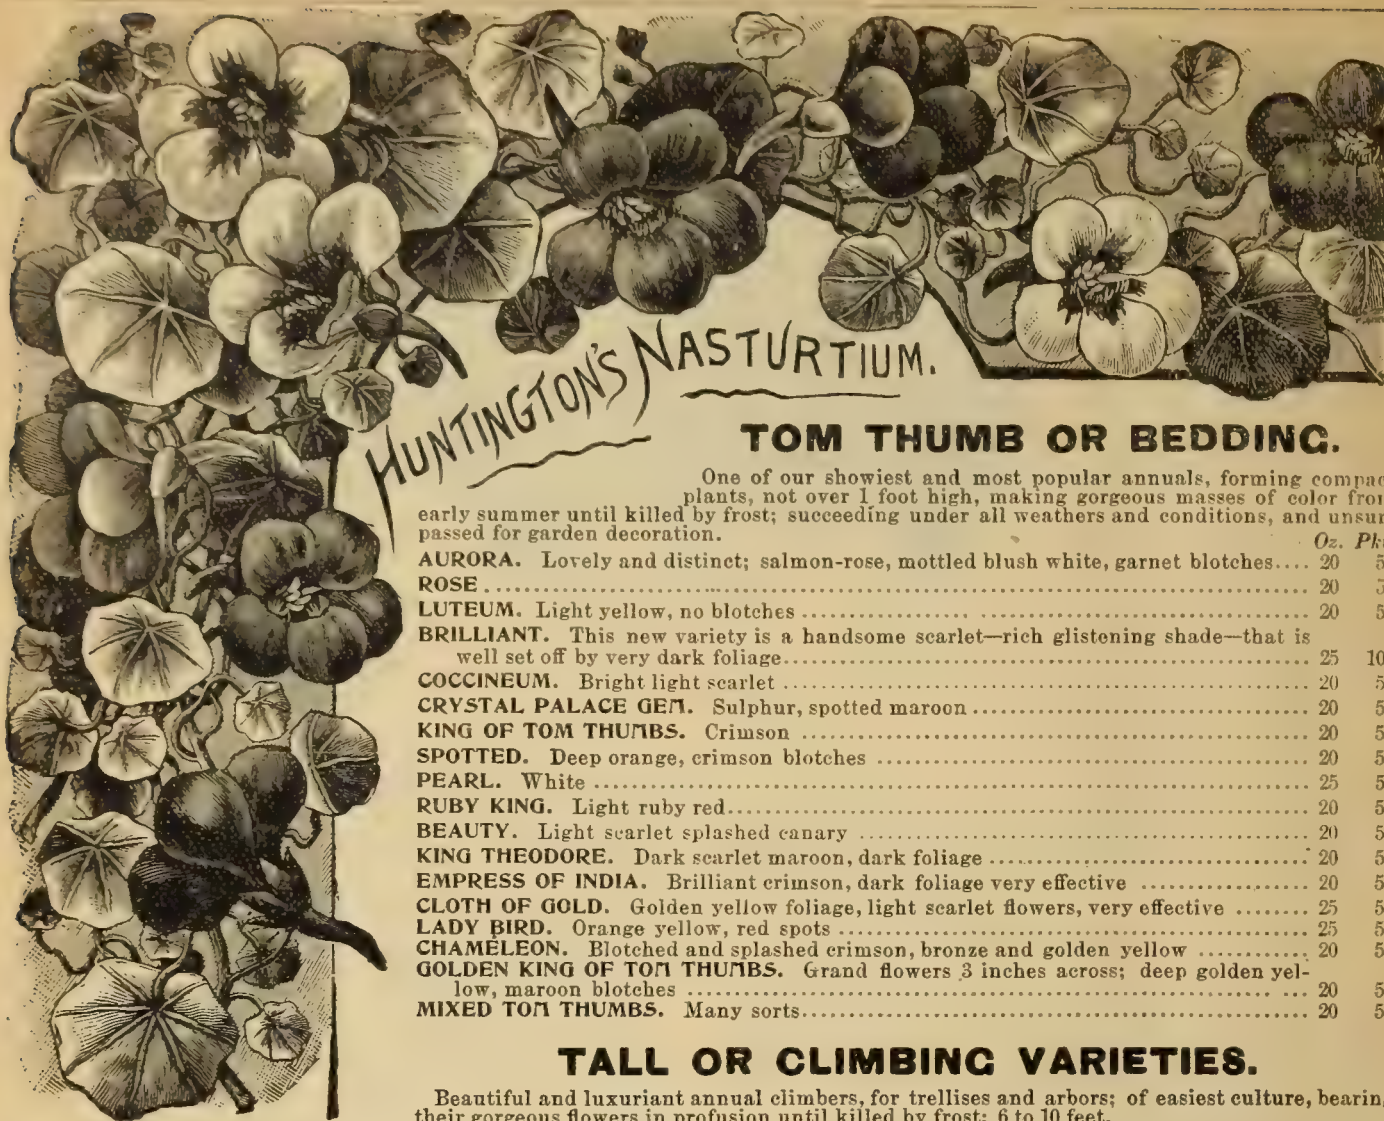 HUNTINGTON'S NASTURTIUM.
TOM THUMB OR BEDDING.
One of our showiest and most popular annuals, forming compac
plants, not over 1 foot high, making gorgeous masses of color from
early summer until killed by frost; succeeding under all weathers and conditions, and unsur
passed for garden decoration.
Oz. Pk
AURORA. Lovely and distinct; salmon-rose, mottled blush white, garnet blotches.... 20 5
ROSE ........ 20 5
LUTEUM. Light yellow, no blotches ........ 20 5
BRILLIANT. This new variety is a handsome scarlet—rich glistening shade—that is
well set off by very dark foliage........ 25 10
COCCINEUM. Bright light scarlet ........ 20 5
CRYSTAL PALACE GEM. Sulphur, spotted maroon ........ 20 5
KING OF TOM THUMBS. Crimson ........ 20 5
SPOTTED. Deep orange, crimson blotches ........ 20 5
PEARL. White ........ 25 5
RUBY KING. Light ruby red........ 20 5
BEAUTY. Light scarlet splashed canary ........ 20 5
KING THEODORE. Dark scarlet maroon, dark foliage ........ 20 5
EMPRESS OF INDIA. Brilliant crimson, dark foliage very effective ........ 20 5
CLOTH OF GOLD. Golden yellow foliage, light scarlet flowers, very effective ........ 25 5
LADY BIRD. Orange yellow, red spots ........ 25 5
CHAMELEON. Blotched and splashed crimson, bronze and golden yellow ........ 20 5
GOLDEN KING OF TOM THUMBS. Grand flowers 3 inches across; deep golden yel-
low, maroon blotches ........ 20 5
MIXED TOM THUMBS. Many sorts........ 20 5
TALL OR CLIMBING VARIETIES.
Beautiful and luxuriant annual climbers, for trellises and arbors; of easiest culture, bearin
their gorgeous flowers in profusion until killed by frost; 6 to 10 feet.